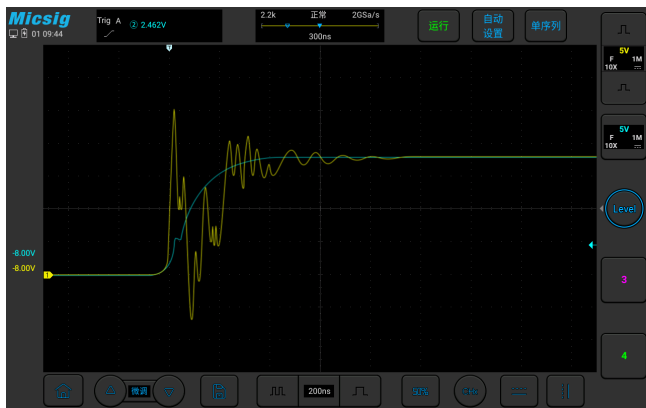 Micsig
01 09:44
Trig A ② 2.462V
2.2k 正常 2GSa/s
300ns
运行
自动
设置
单序列
5V
F 1M
10X
5V
F 1M
10X
T
Level
-8.00V
-8.00V
1
3
4
微调
200ns
50%